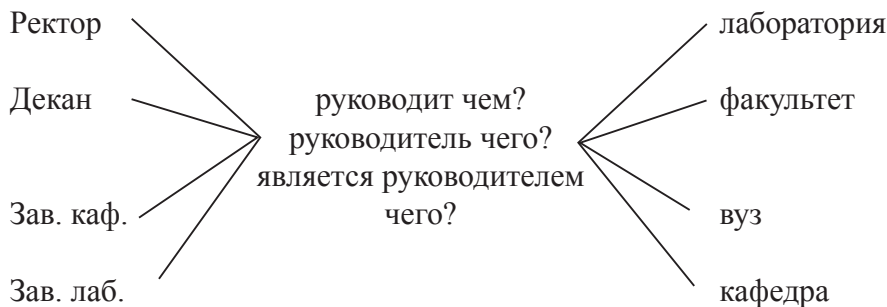 Ректор
Декан
Зав. каф.
Зав. лаб.
руководит чем?
руководитель чего?
является руководителем
чего?
лаборатория
факультет
вуз
кафедра